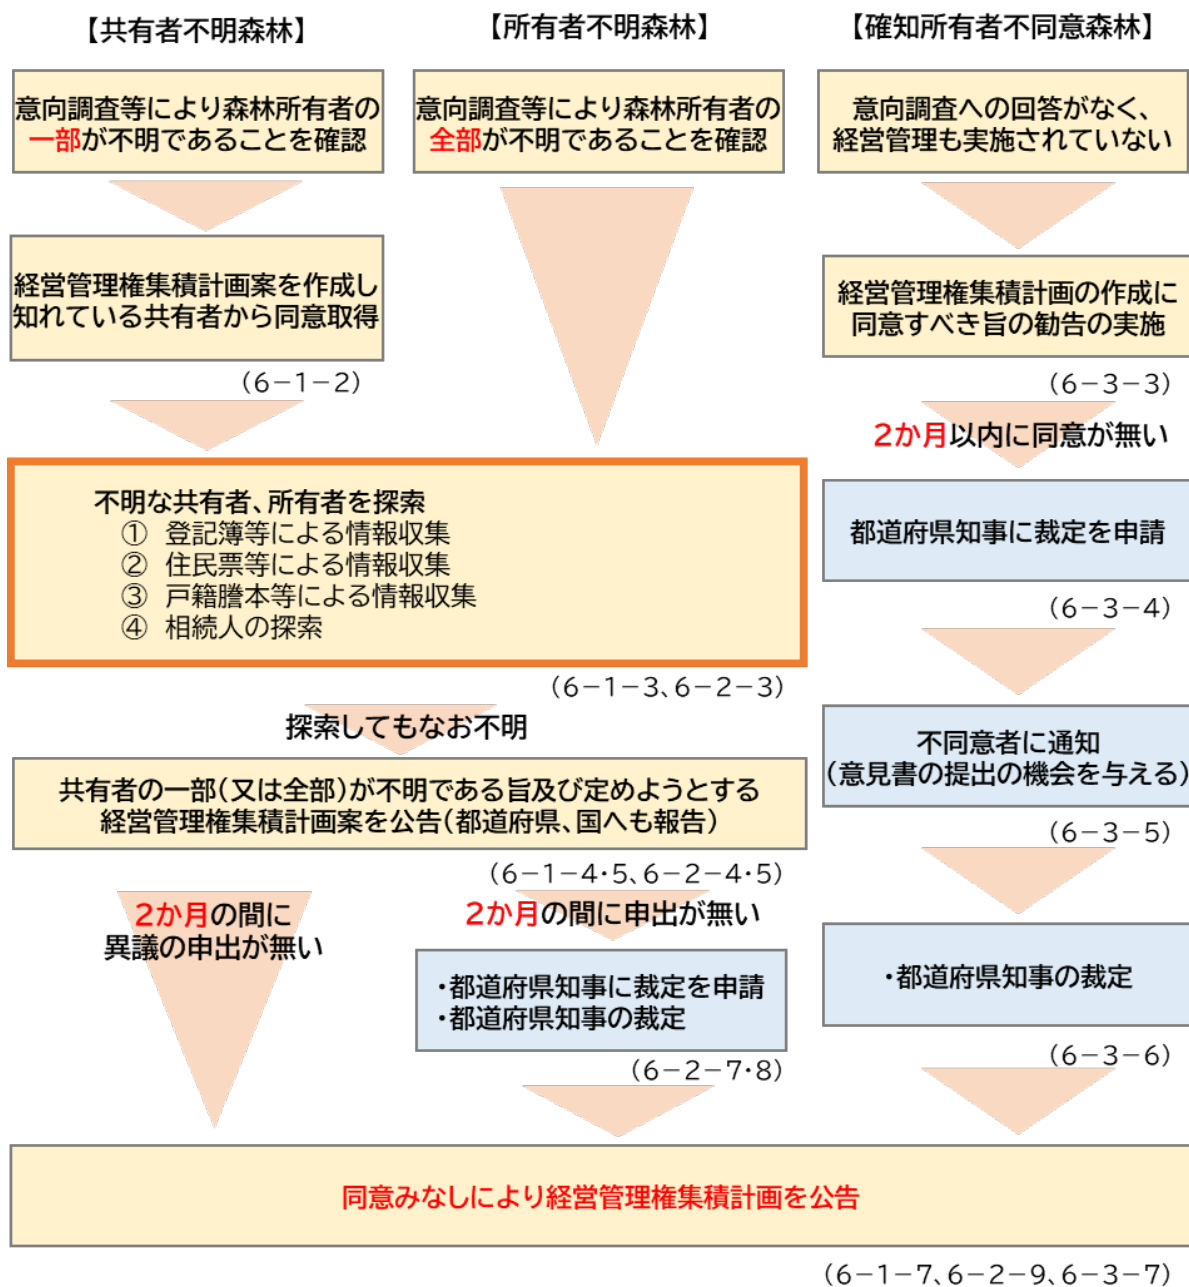 【共有者不明森林】
【所有者不明森林】
【確知所有者不同意森林】
意向調査等により森林所有者の
一部が不明であることを確認
意向調査等により森林所有者の
全部が不明であることを確認
意向調査への回答がなく、
経営管理も実施されていない
経営管理権集積計画案を作成し
知れている共有者から同意取得
(6-1-2)
経営管理権集積計画の作成に
同意すべき旨の勧告の実施
(6-3-3)
2か月以内に同意が無い
不明な共有者、所有者を探索
① 登記簿等による情報収集
② 住民票等による情報収集
③ 戸籍謄本等による情報収集
④ 相続人の探索
(6-1-3、6-2-3)
都道府県知事に裁定を申請
(6-3-4)
探索してもなお不明
不同意者に通知
(意見書の提出の機会を与える)
(6-3-5)
共有者の一部(又は全部)が不明である旨及び定めようとする
経営管理権集積計画案を公告(都道府県、国へも報告)
(6-1-4・5、6-2-4・5)
2か月の間に
異議の申出が無い
2か月の間に申出が無い
・都道府県知事に裁定を申請
・都道府県知事の裁定
(6-2-7・8)
・都道府県知事の裁定
(6-3-6)
同意みなしにより経営管理権集積計画を公告
(6-1-7、6-2-9、6-3-7)